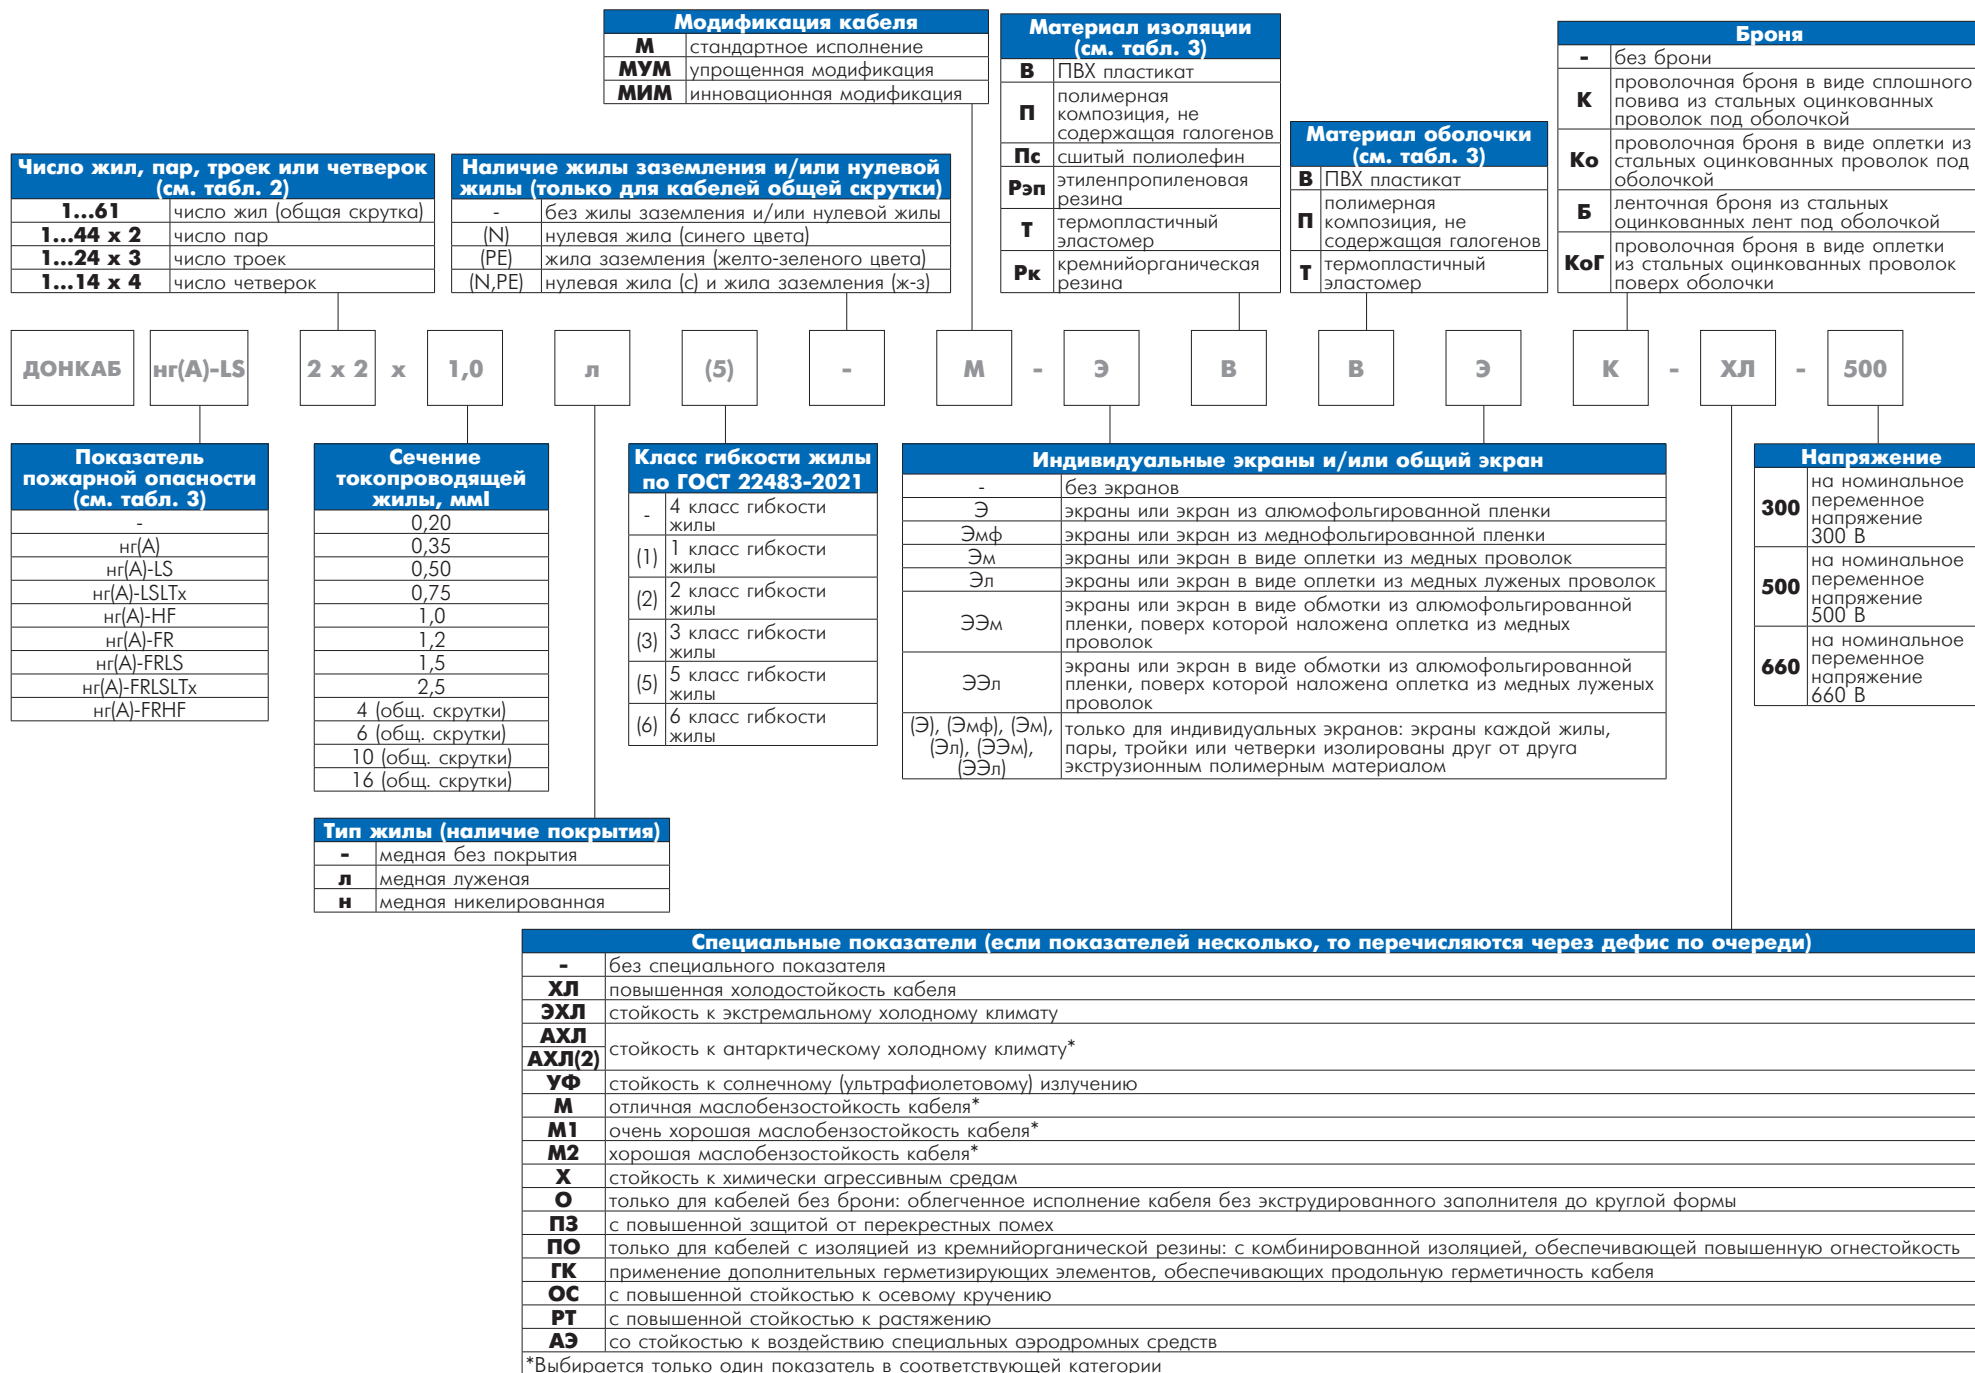 Модификация кабеля
М стандартное исполнение
МУМ упрощенная модификация
МИМ инновационная модификация
Материал изоляции
(см. табл. 3)
В ПВХ пластикат
П полимерная
композиция, не
содержащая галогенов
Пс сшитый полиолефин
Рэп этиленпропиленовая
резина
Т термопластичный
эластомер
Рк кремнийорганическая
резина
Броня
- без брони
К проволочная броня в виде сплошного
повива из стальных оцинкованных
проволок под оболочкой
Ко проволочная броня в виде оплетки из
стальных оцинкованных проволок под
оболочкой
Б ленточная броня из стальных
оцинкованных лент под оболочкой
КоГ проволочная броня в виде оплетки
из стальных оцинкованных проволок
поверх оболочки
Материал оболочки
(см. табл. 3)
В ПВХ пластикат
П полимерная
композиция, не
содержащая галогенов
Т термопластичный
эластомер
Число жил, пар, троек или четверок
(см. табл. 2)
1...61 число жил (общая скрутка)
1...44 х 2 число пар
1...24 х 3 число троек
1...14 х 4 число четверок
Наличие жилы заземления и/или нулевой
жилы (только для кабелей общей скрутки)
- без жилы заземления и/или нулевой жилы
(N) нулевая жила (синего цвета)
(PE) жила заземления (желто-зеленого цвета)
(N,PE) нулевая жила (с) и жила заземления (ж-з)
ДОНКАБ нг(А)-LS 2 х 2 х 1,0 л (5) - М - Э В В Э К - ХЛ - 500
Показатель
пожарной опасности
(см. табл. 3)
-
нг(А)
нг(А)-LS
нг(А)-LSLTx
нг(А)-HF
нг(А)-FR
нг(А)-FRLS
нг(А)-FRLSLTx
нг(А)-FRHF
Сечение
токопроводящей
жилы, ммI
0,20
0,35
0,50
0,75
1,0
1,2
1,5
2,5
4 (общ. скрутки)
6 (общ. скрутки)
10 (общ. скрутки)
16 (общ. скрутки)
Класс гибкости жилы
по ГОСТ 22483-2021
- 4 класс гибкости
жилы
(1) 1 класс гибкости
жилы
(2) 2 класс гибкости
жилы
(3) 3 класс гибкости
жилы
(5) 5 класс гибкости
жилы
(6) 6 класс гибкости
жилы
Индивидуальные экраны и/или общий экран
- без экранов
Э экраны или экран из алюмофольгированной пленки
Эмф экраны или экран из меднофольгированной пленки
Эм экраны или экран в виде оплетки из медных проволок
Эл экраны или экран в виде оплетки из медных луженых проволок
ЭЭм экраны или экран в виде обмотки из алюмофольгированной
пленки, поверх которой наложена оплетка из медных
проволок
ЭЭл экраны или экран в виде обмотки из алюмофольгированной
пленки, поверх которой наложена оплетка из медных луженых
проволок
(Э), (Эмф), (Эм), только для индивидуальных экранов: экраны каждой жилы,
(Эл), (ЭЭм), пары, тройки или четверки изолированы друг от друга
(ЭЭл) экструзионным полимерным материалом
Напряжение
300 на номинальное
переменное
напряжение
300 В
500 на номинальное
переменное
напряжение
500 В
660 на номинальное
переменное
напряжение
660 В
Тип жилы (наличие покрытия)
- медная без покрытия
л медная луженая
н медная никелированная
Специальные показатели (если показателей несколько, то перечисляются через дефис по очереди)
- без специального показателя
ХЛ повышенная холодостойкость кабеля
ЭХЛ стойкость к экстремальному холодному климату
АХЛ
АХЛ(2) стойкость к антарктическому холодному климату*
УФ стойкость к солнечному (ультрафиолетовому) излучению
М отличная маслобензостойкость кабеля*
М1 очень хорошая маслобензостойкость кабеля*
М2 хорошая маслобензостойкость кабеля*
Х стойкость к химически агрессивным средам
О только для кабелей без брони: облегченное исполнение кабеля без экструдированного заполнителя до круглой формы
ПЗ с повышенной защитой от перекрестных помех
ПО только для кабелей с изоляцией из кремнийорганической резины: с комбинированной изоляцией, обеспечивающей повышенную огнестойкость
ГК применение дополнительных герметизирующих элементов, обеспечивающих продольную герметичность кабеля
ОС с повышенной стойкостью к осевому кручению
РТ с повышенной стойкостью к растяжению
АЭ со стойкостью к воздействию специальных аэродромных средств
*Выбирается только один показатель в соответствующей категории